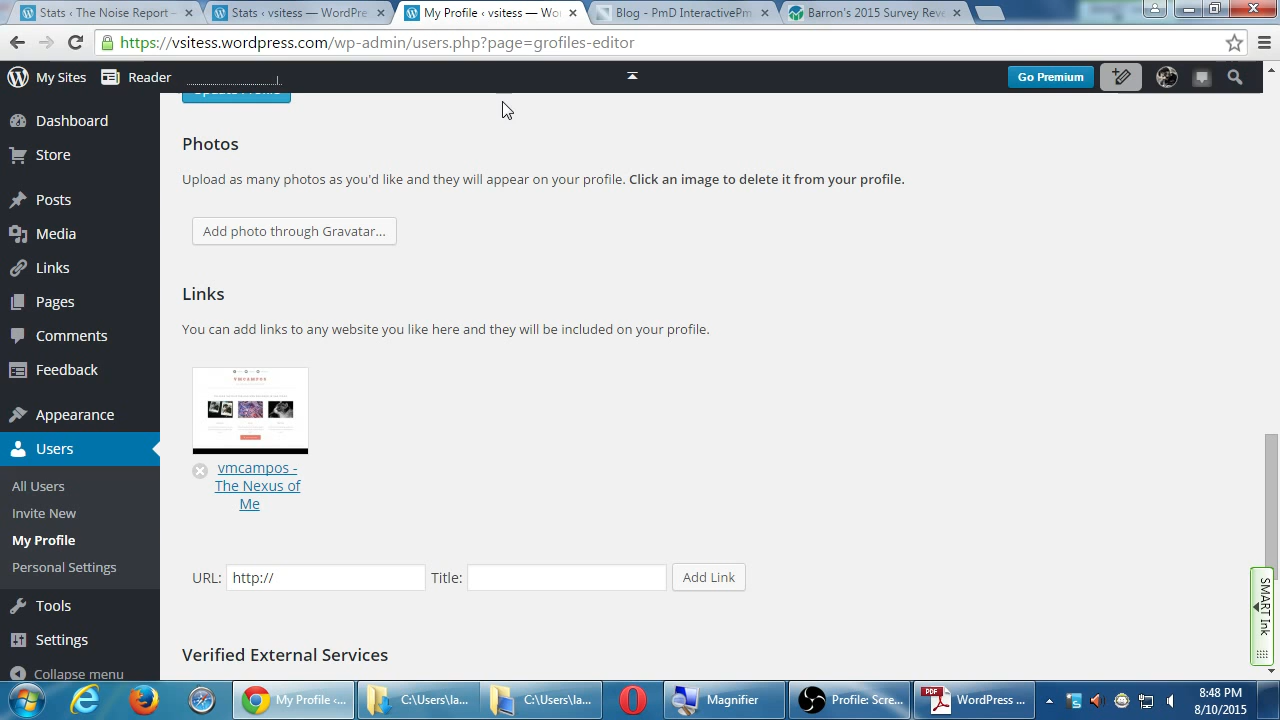 Stats ‹ The Noise Report –
Stats ‹ vsitess — WordPre
My Profile ‹ vsitess — Wo
Blog - PmD InteractivePm
Barron's 2015 Survey Reve
https://vsitess.wordpress.com/wp-admin/users.php?page=grofiles-editor
My Sites
Reader
Go Premium
Update Profile
Dashboard
Store
Posts
Media
Links
Pages
Comments
Feedback
Appearance
Users
All Users
Invite New
My Profile
Personal Settings
Tools
Settings
Collapse menu
Photos
Upload as many photos as you'd like and they will appear on your profile. Click an image to delete it from your profile.
Add photo through Gravatar...
Links
You can add links to any website you like here and they will be included on your profile.
VMCAMPOS
vmcampos -
The Nexus of
Me
URL: http:// Title: Add Link
Verified External Services
SMART Ink
My Profile ‹...
C:\Users\la...
C:\Users\la...
Magnifier
Profile: Scre...
PDF
WordPress ...
8:48 PM
8/10/2015